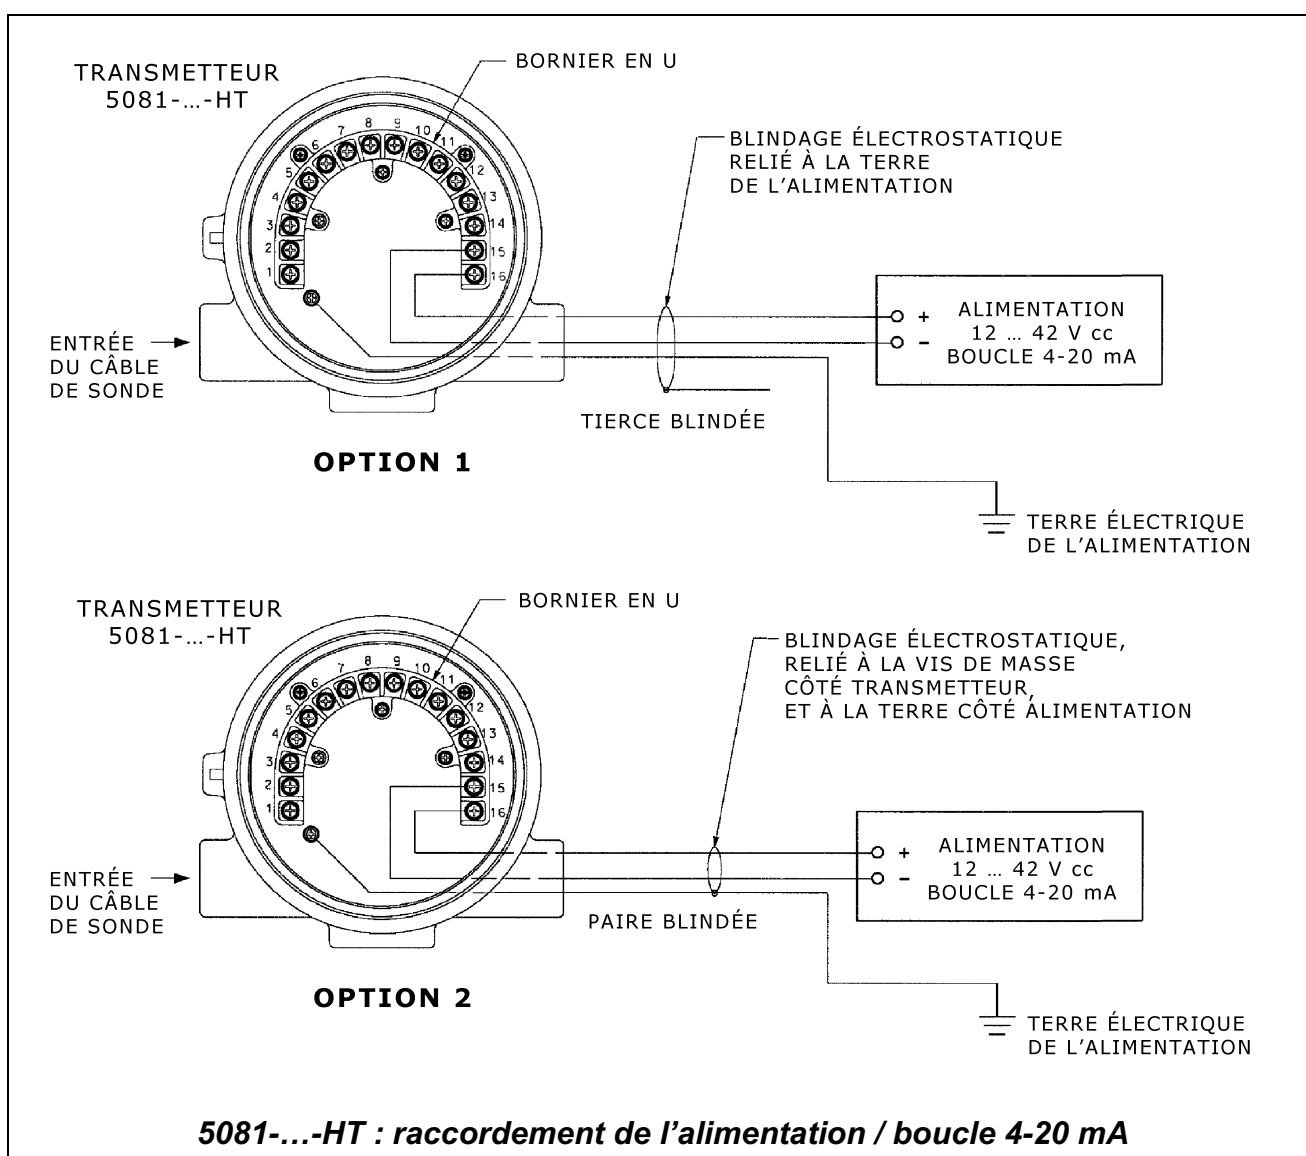 TRANSMETTEUR
5081-...-HT
BORNIER EN U
1
2
3
4
5
6
7
8
9
10
11
12
13
14
15
16
BLINDAGE ÉLECTROSTATIQUE
RELIÉ À LA TERRE
DE L'ALIMENTATION
ENTRÉE
DU CÂBLE
DE SONDE
+
–
ALIMENTATION
12 ... 42 V cc
BOUCLE 4-20 mA
TIERCE BLINDÉE
OPTION 1
TERRE ÉLECTRIQUE
DE L'ALIMENTATION
TRANSMETTEUR
5081-...-HT
BORNIER EN U
1
2
3
4
5
6
7
8
9
10
11
12
13
14
15
16
BLINDAGE ÉLECTROSTATIQUE,
RELIÉ À LA VIS DE MASSE
CÔTÉ TRANSMETTEUR,
ET À LA TERRE CÔTÉ ALIMENTATION
ENTRÉE
DU CÂBLE
DE SONDE
+
–
ALIMENTATION
12 ... 42 V cc
BOUCLE 4-20 mA
PAIRE BLINDÉE
OPTION 2
TERRE ÉLECTRIQUE
DE L'ALIMENTATION
5081-...-HT : raccordement de l'alimentation / boucle 4-20 mA